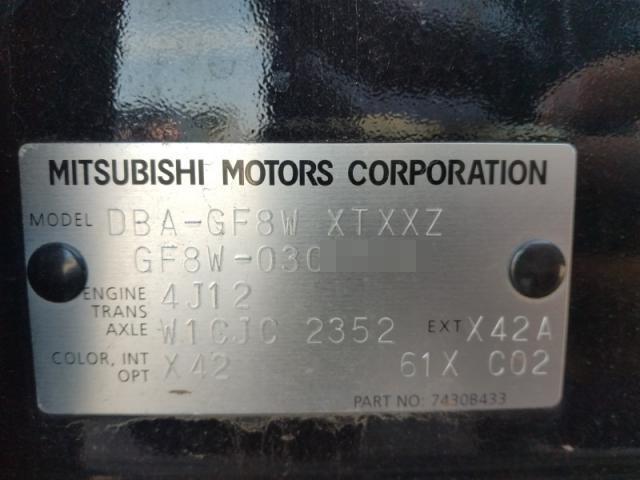 MITSUBISHI MOTORS CORPORATION
MODEL DBA-GF8W XTXXZ
GF8W-030
ENGINE 4J12
TRANS
AXLE W1CJC 2352 EXT X42A
COLOR, INT X42 61X C02
OPT
PART NO: 7430B433